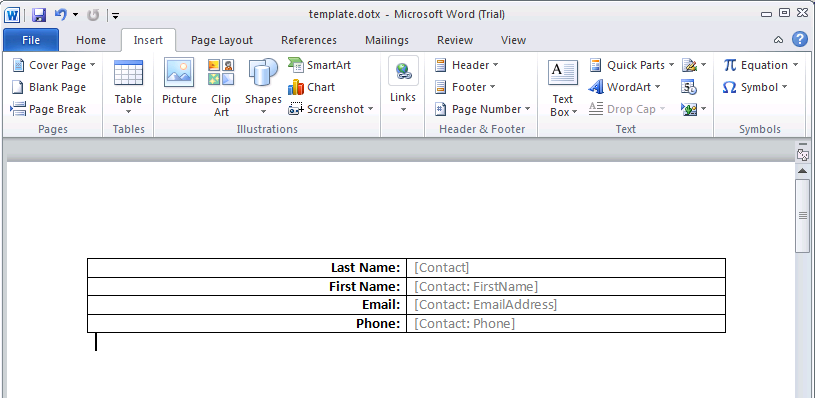 template.dotx - Microsoft Word (Trial)
File Home Insert Page Layout References Mailings Review View
Cover Page
Blank Page
Page Break
Pages
Table
Tables
Picture
Clip Art
Shapes
SmartArt
Chart
Screenshot
Illustrations
Links
Header
Footer
Page Number
Header & Footer
Text Box
Quick Parts
WordArt
Drop Cap
Text
Equation
Symbol
Symbols
Last Name: [Contact]
First Name: [Contact: FirstName]
Email: [Contact: EmailAddress]
Phone: [Contact: Phone]